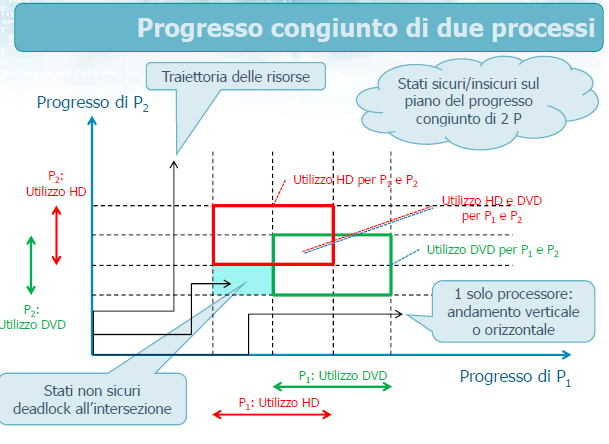 Progresso congiunto di due processi
Traiettoria delle risorse
Stati sicuri/insicuri sul
piano del progresso
congiunto di 2 P
Progresso di P2
P2:
Utilizzo HD
Utilizzo HD per P1 e P2
Utilizzo HD e DVD
per P1 e P2
Utilizzo DVD per P1 e P2
P2:
Utilizzo DVD
1 solo processore:
andamento verticale
o orizzontale
P1: Utilizzo DVD
Progresso di P1
Stati non sicuri
deadlock all'intersezione
P1: Utilizzo HD